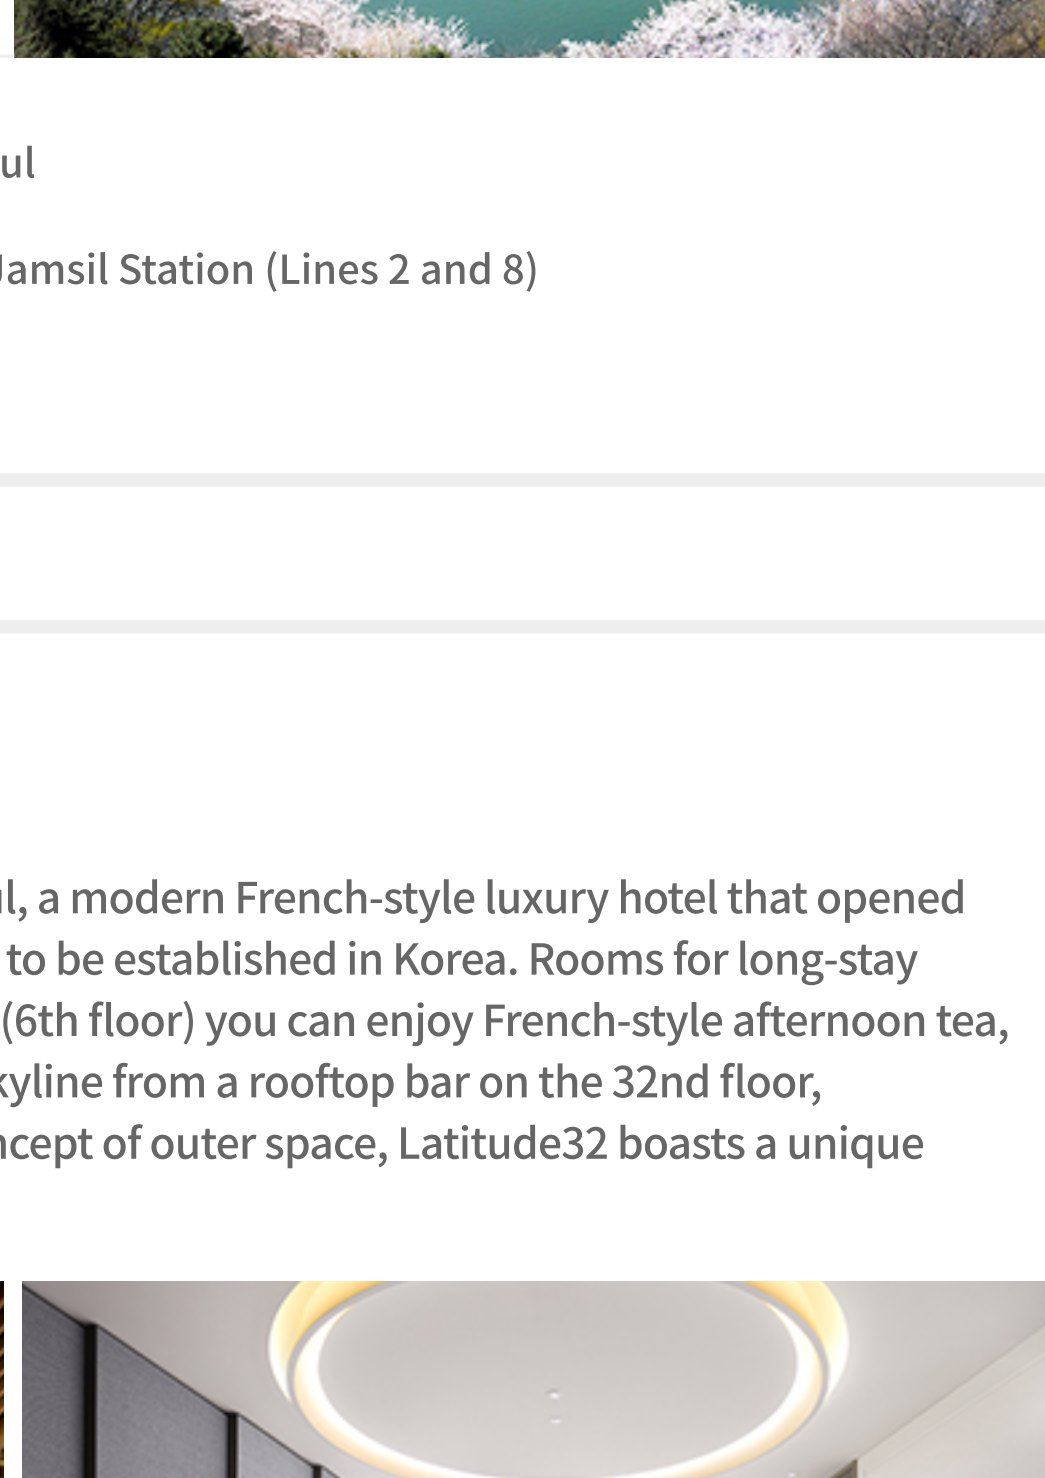 ul
Jamsil Station (Lines 2 and 8)
l, a modern French-style luxury hotel that opened
to be established in Korea. Rooms for long-stay
(6th floor) you can enjoy French-style afternoon tea,
kyline from a rooftop bar on the 32nd floor,
ncept of outer space, Latitude32 boasts a unique